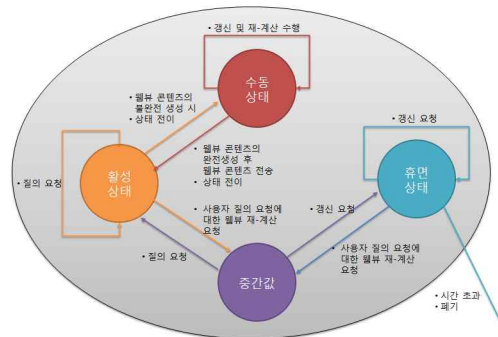 • 갱신 및 재-계산 수행
수동
상태
• 웹뷰 콘텐츠의
불완전 생성 시
• 상태 전이
• 웹뷰 콘텐츠의
완전생성 후
웹뷰 콘텐츠 전송
• 상태 전이
• 갱신 요청
• 질의 요청
활성
상태
휴면
상태
• 사용자 질의 요청에
대한 웹뷰 재-계산
요청
• 갱신 요청
• 질의 요청
중간값
• 사용자 질의 요청에
대한 웹뷰 재-계산
요청
• 시간 초과
• 폐기